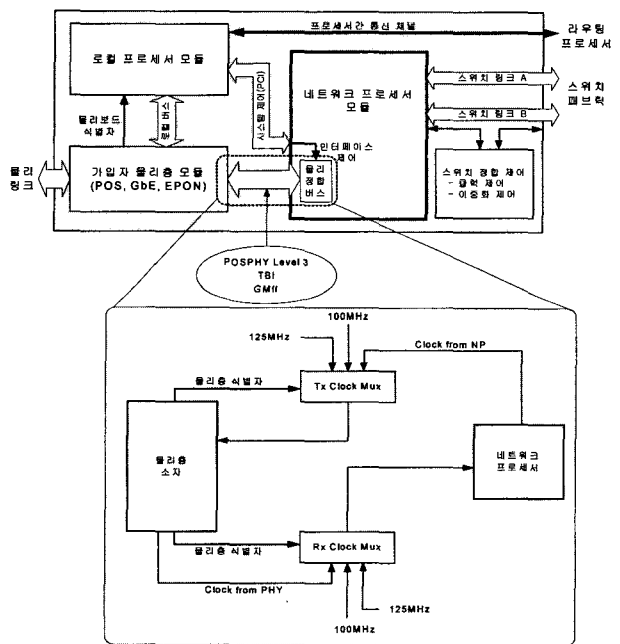 프로세서간 통신 채널
라우팅
프로세서
로컬 프로세서 모듈
네트워크 프로세서
모듈
스위치 링크 A
스위치 링크 B
스위치
패브릭
시스템 제어(PCI)
물리보드
식별자
로컬 버스
인터페이스
제어
물리
링크
가입자 물리층 모듈
(POS, GbE, EPON)
물리
정합
버스
스위치 정합 제어
- 클럭 제어
- 이중화 제어
POSPHY Level 3
TBI
GMII
100MHz
125MHz
Clock from NP
물리층 식별자
Tx Clock Mux
물리층
소자
네트워크
프로세서
물리층 식별자
Rx Clock Mux
Clock from PHY
125MHz
100MHz